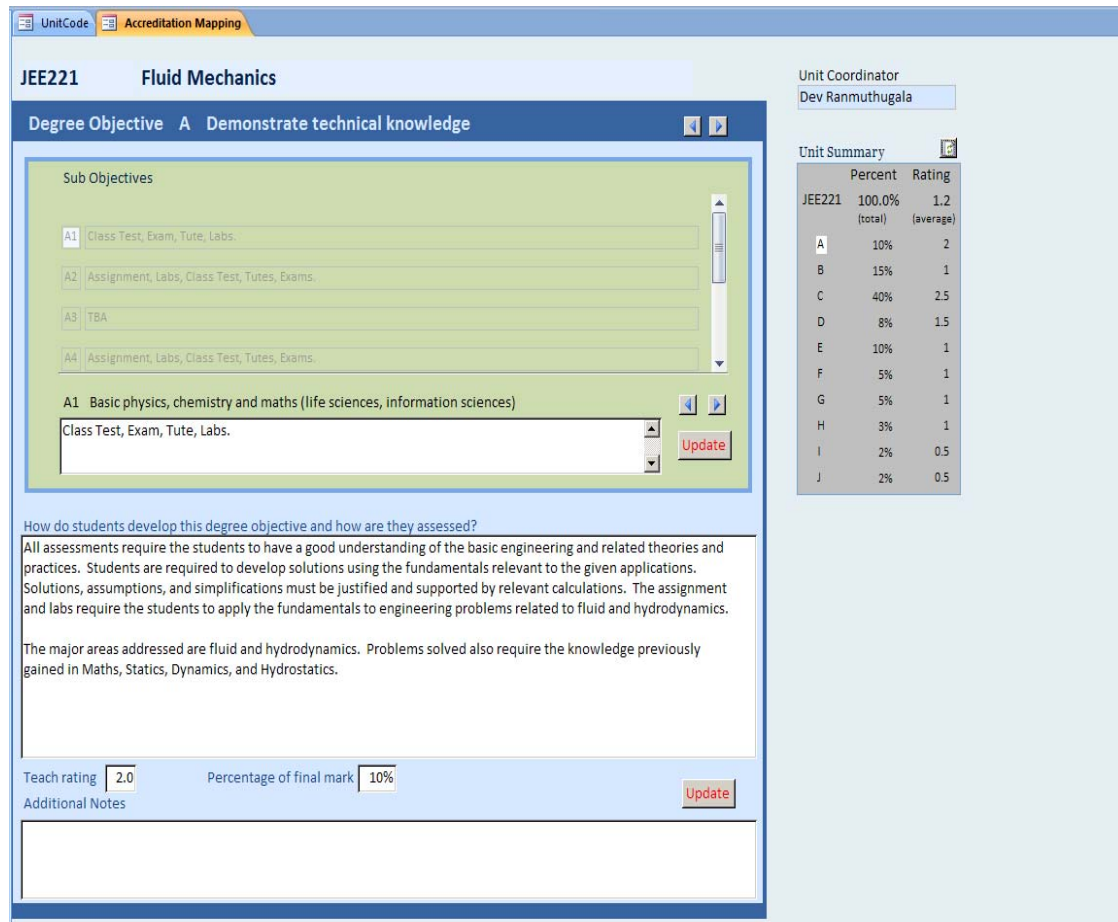 UnitCode Accreditation Mapping
JEE221 Fluid Mechanics
Degree Objective A Demonstrate technical knowledge
Sub Objectives
A1 Class Test, Exam, Tute, Labs.
A2 Assignment, Labs, Class Test, Tutes, Exams.
A3 TBA
A4 Assignment, Labs, Class Test, Tutes, Exams.
A1 Basic physics, chemistry and maths (life sciences, information sciences)
Class Test, Exam, Tute, Labs.
Update
How do students develop this degree objective and how are they assessed?
All assessments require the students to have a good understanding of the basic engineering and related theories and
practices. Students are required to develop solutions using the fundamentals relevant to the given applications.
Solutions, assumptions, and simplifications must be justified and supported by relevant calculations. The assignment
and labs require the students to apply the fundamentals to engineering problems related to fluid and hydrodynamics.
The major areas addressed are fluid and hydrodynamics. Problems solved also require the knowledge previously
gained in Maths, Statics, Dynamics, and Hydrostatics.
Teach rating 2.0 Percentage of final mark 10%
Update
Additional Notes
Unit Coordinator
Dev Ranmuthugala
Unit Summary
Percent Rating
JEE221 100.0% 1.2
(total) (average)
A 10% 2
B 15% 1
C 40% 2.5
D 8% 1.5
E 10% 1
F 5% 1
G 5% 1
H 3% 1
I 2% 0.5
J 2% 0.5